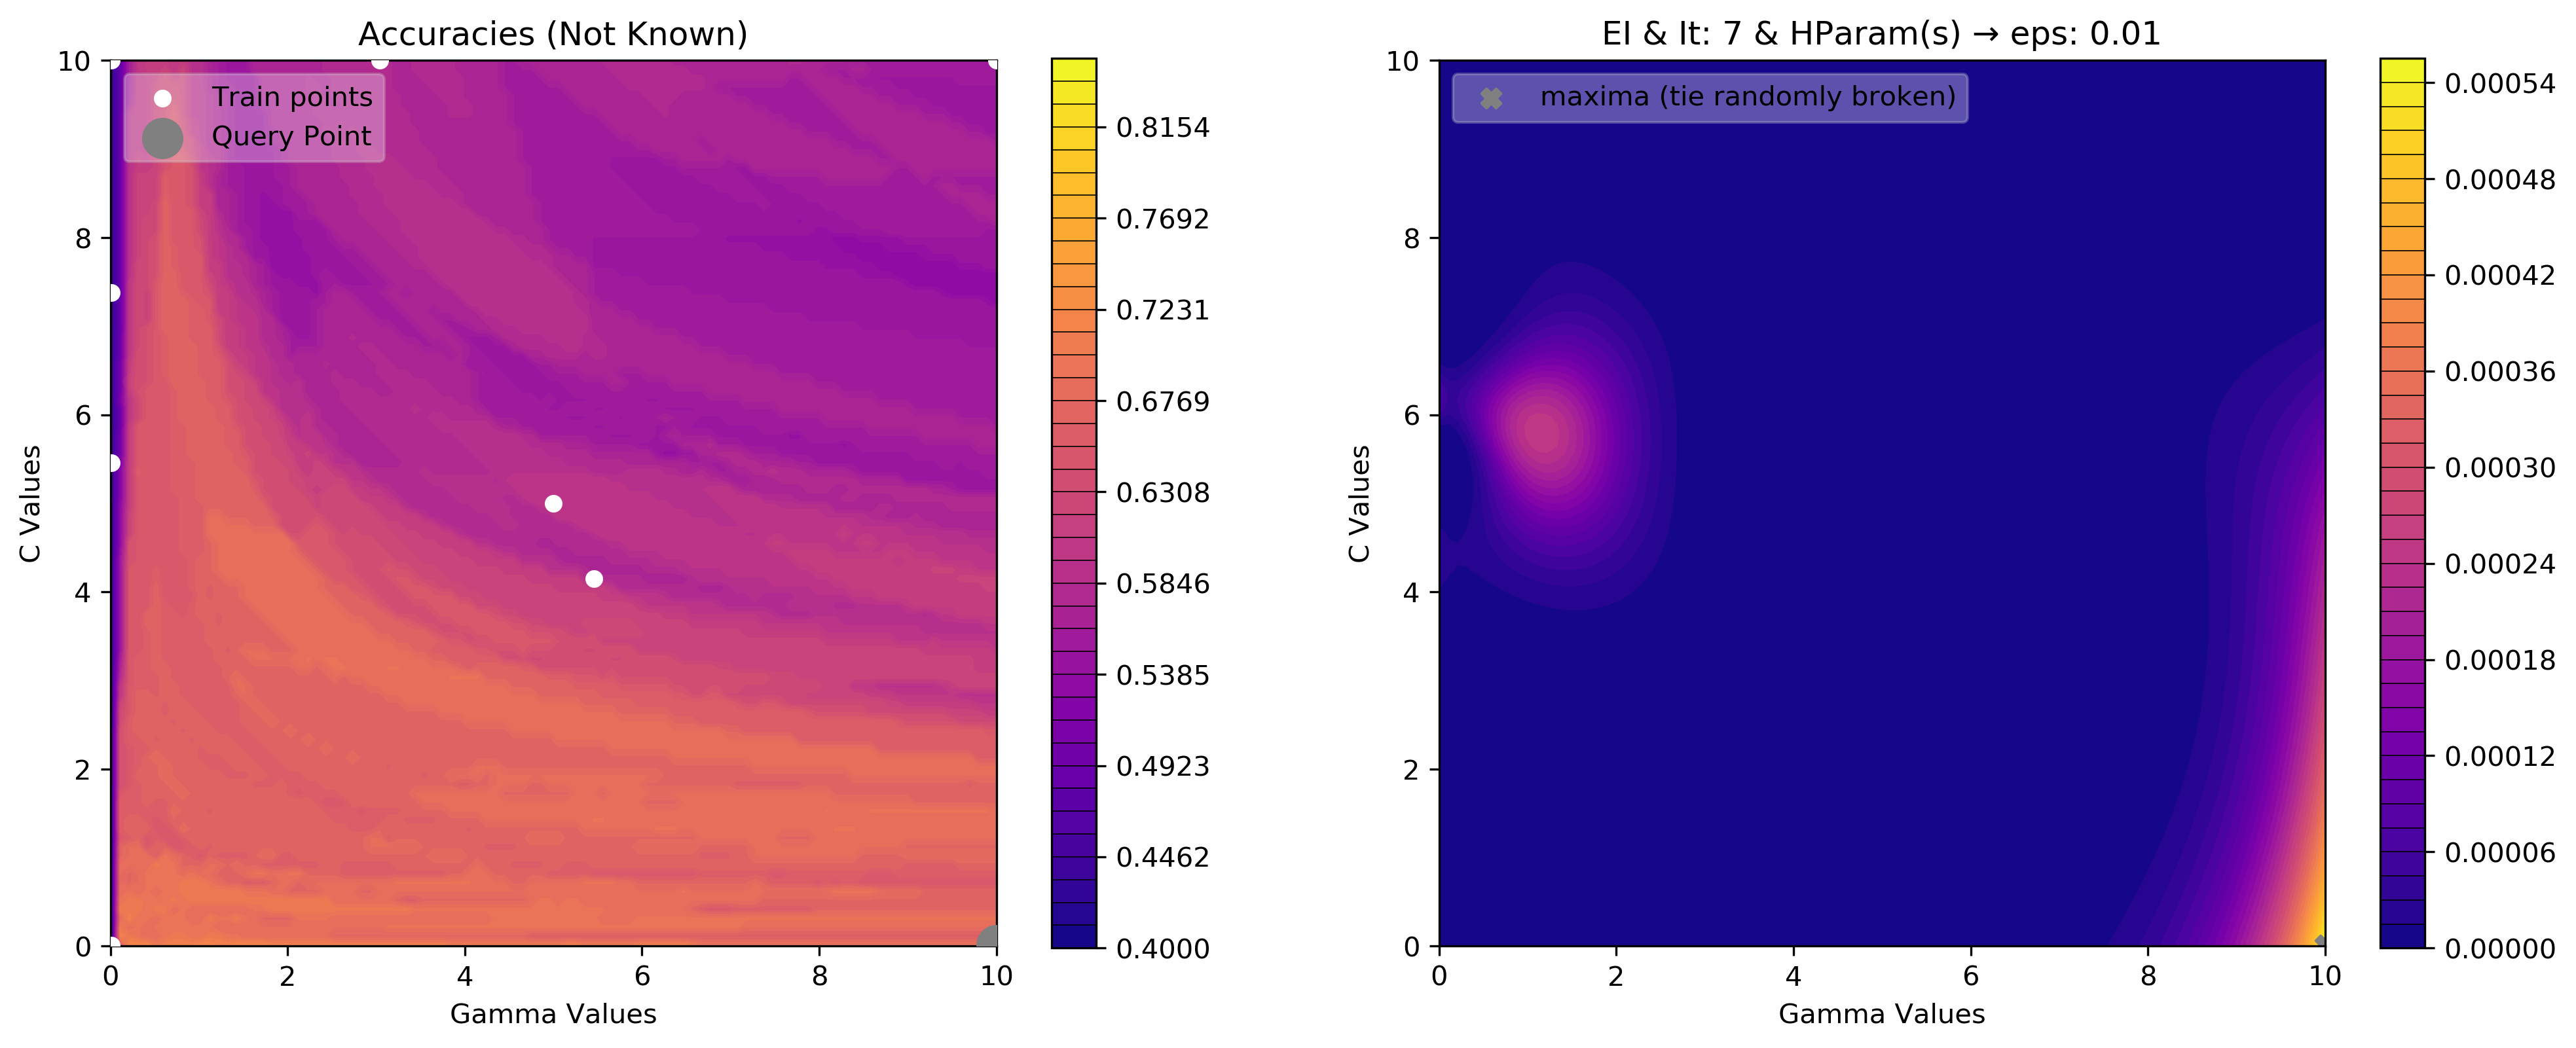 Accuracies (Not Known)
Train points
Query Point
10
8
6
4
2
0
C Values
0 2 4 6 8 10
Gamma Values
0.8154
0.7692
0.7231
0.6769
0.6308
0.5846
0.5385
0.4923
0.4462
0.4000
EI & It: 7 & HParam(s) → eps: 0.01
maxima (tie randomly broken)
10
8
6
4
2
0
C Values
0 2 4 6 8 10
Gamma Values
0.00054
0.00048
0.00042
0.00036
0.00030
0.00024
0.00018
0.00012
0.00006
0.00000